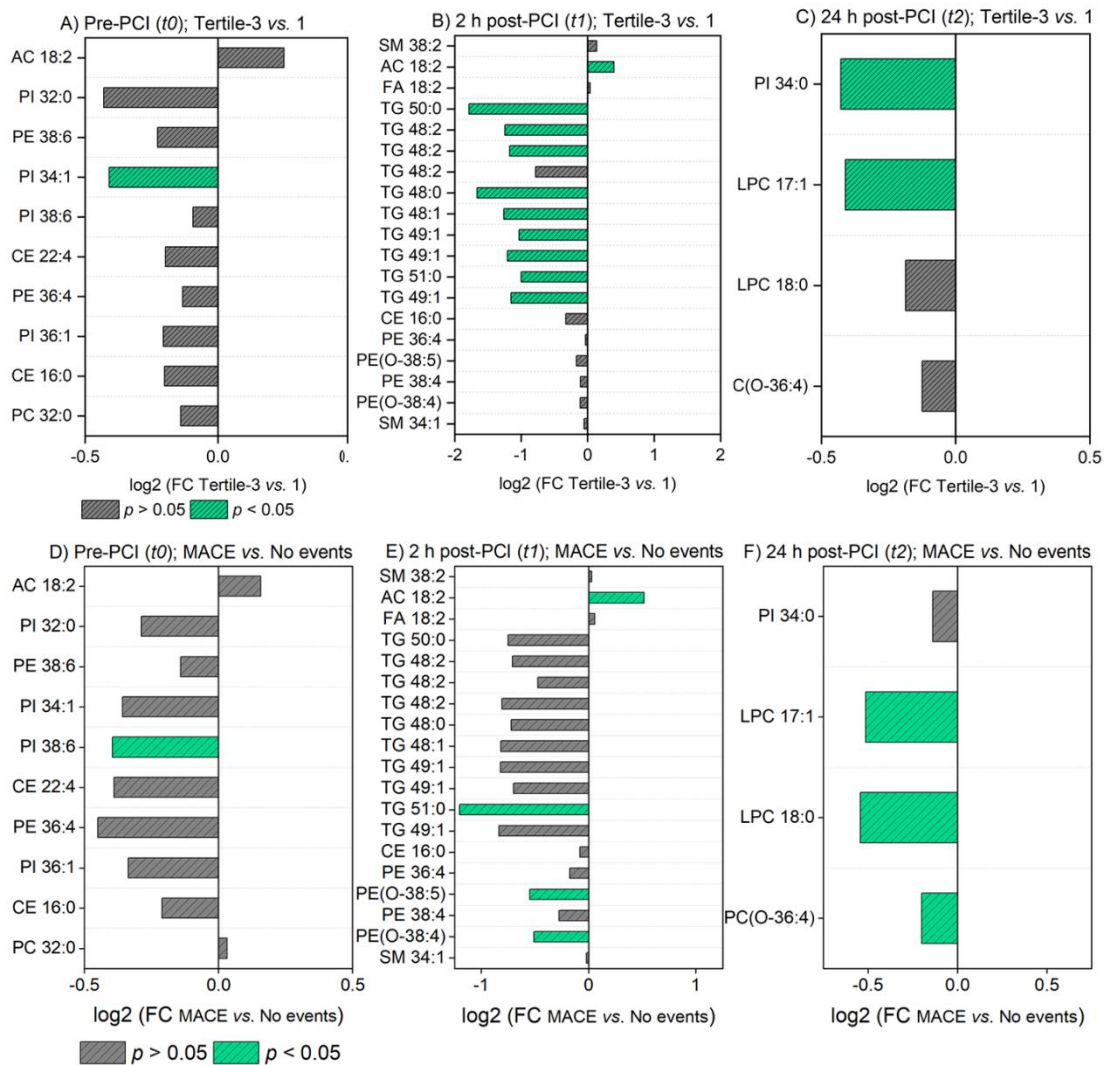 A) Pre-PCI (t0); Tertile-3 vs. 1
AC 18:2
PI 32:0
PE 38:6
PI 34:1
PI 38:6
CE 22:4
PE 36:4
PI 36:1
CE 16:0
PC 32:0
-0.5 0.0 0.
log2 (FC Tertile-3 vs. 1)
p > 0.05 p < 0.05
B) 2 h post-PCI (t1); Tertile-3 vs. 1
SM 38:2
AC 18:2
FA 18:2
TG 50:0
TG 48:2
TG 48:2
TG 48:2
TG 48:0
TG 48:1
TG 49:1
TG 49:1
TG 51:0
TG 49:1
CE 16:0
PE 36:4
PE(O-38:5)
PE 38:4
PE(O-38:4)
SM 34:1
-2 -1 0 1 2
log2 (FC Tertile-3 vs. 1)
C) 24 h post-PCI (t2); Tertile-3 vs. 1
PI 34:0
LPC 17:1
LPC 18:0
C(O-36:4)
-0.5 0.0 0.5
log2 (FC Tertile-3 vs. 1)
D) Pre-PCI (t0); MACE vs. No events
AC 18:2
PI 32:0
PE 38:6
PI 34:1
PI 38:6
CE 22:4
PE 36:4
PI 36:1
CE 16:0
PC 32:0
-0.5 0.0 0.5
log2 (FC MACE vs. No events)
p > 0.05 p < 0.05
E) 2 h post-PCI (t1); MACE vs. No events
SM 38:2
AC 18:2
FA 18:2
TG 50:0
TG 48:2
TG 48:2
TG 48:2
TG 48:0
TG 48:1
TG 49:1
TG 49:1
TG 51:0
TG 49:1
CE 16:0
PE 36:4
PE(O-38:5)
PE 38:4
PE(O-38:4)
SM 34:1
-1 0 1
log2 (FC MACE vs. No events)
F) 24 h post-PCI (t2); MACE vs. No events
PI 34:0
LPC 17:1
LPC 18:0
PC(O-36:4)
-0.5 0.0 0.5
log2 (FC MACE vs. No events)